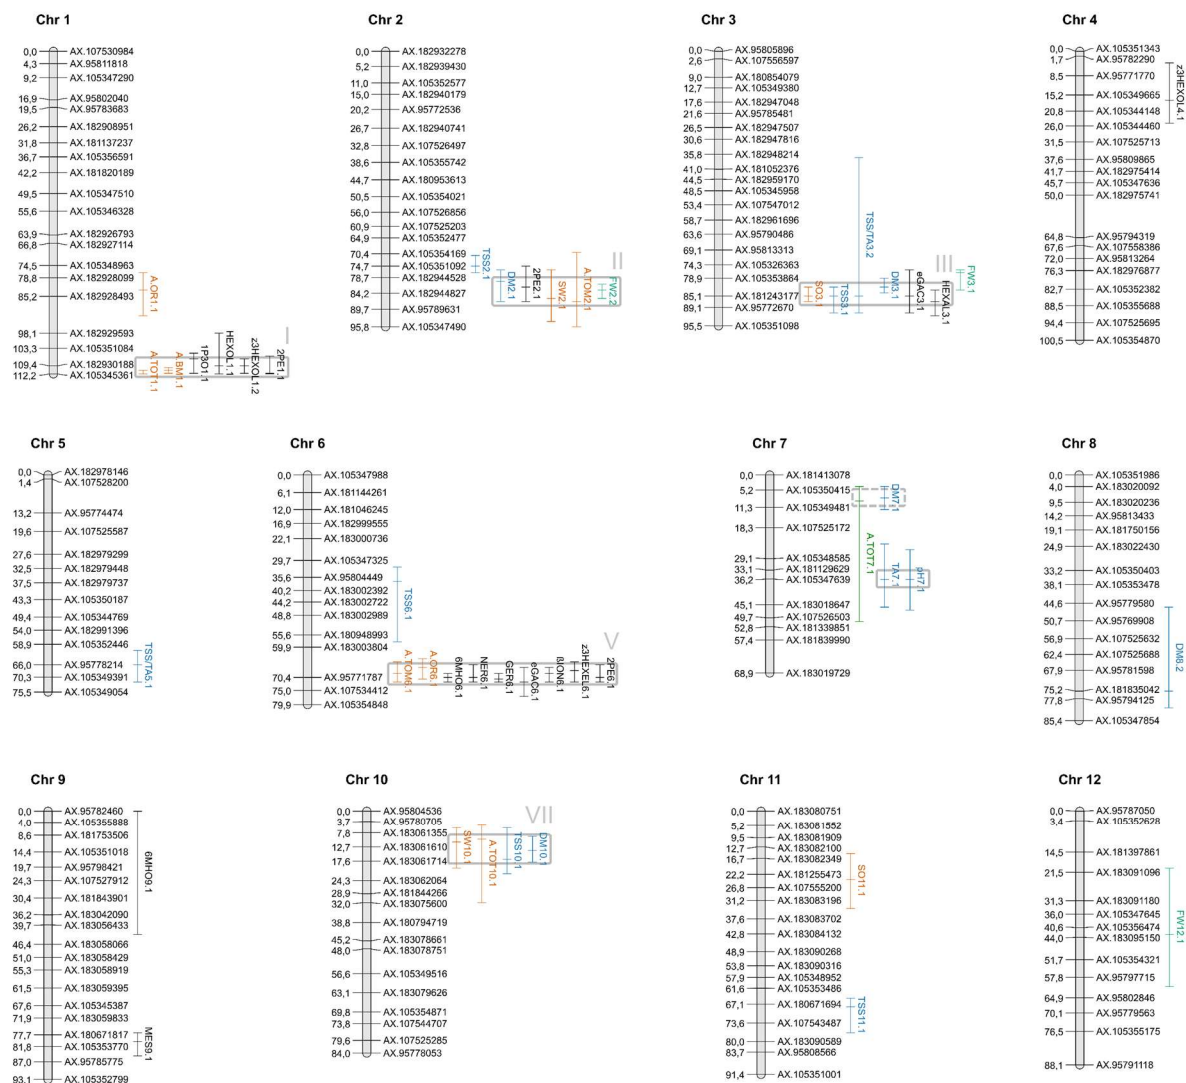 Chr 1
0,0 AX.107530984
4,3 AX.95811818
9,2 AX.105347290
16,9 AX.95802040
19,5 AX.95783683
26,2 AX.182908951
31,8 AX.181137237
36,7 AX.105356591
42,2 AX.181820189
49,5 AX.105347510
55,6 AX.105346328
63,9 AX.182926793
66,8 AX.182927114
74,5 AX.105348963
78,8 AX.182928099
85,2 AX.182928493
98,1 AX.182929593
103,3 AX.105351084
109,4 AX.182930188
112,2 AX.105345361
A.OR1.1
I
A.TOT1.1
A.BM1.1
1P3O1.1
HEXOL1.1
z3HEXOL1.2
2PE1.1
Chr 2
0,0 AX.182932278
5,2 AX.182939430
11,0 AX.105352577
15,0 AX.182940179
20,2 AX.95772536
26,7 AX.182940741
32,8 AX.107526497
38,6 AX.105355742
44,7 AX.180953613
50,5 AX.105354021
56,0 AX.107526856
60,9 AX.107525203
64,9 AX.105352477
70,4 AX.105354169
74,7 AX.105351092
78,7 AX.182944528
84,2 AX.182944827
89,7 AX.95789631
95,8 AX.105347490
TSS2.1
DM2.1
2PE2.1
SW2.1
A.TOM2.1
FW2.2
II
Chr 3
0,0 AX.95805896
2,6 AX.107556597
9,0 AX.180854079
12,7 AX.105349380
17,6 AX.182947048
21,6 AX.95785481
26,5 AX.182947507
30,6 AX.182947816
35,8 AX.182948214
41,0 AX.181052376
44,5 AX.182959170
48,5 AX.105345958
53,4 AX.107547012
58,7 AX.182961696
63,6 AX.95790486
69,1 AX.95813313
74,5 AX.105326363
78,9 AX.105353864
85,1 AX.181243177
89,1 AX.95772670
95,5 AX.105351098
SO3.1
TSS3.1
TSS/TA3.2
DM3.1
eGAC3.1
HEXAL3.1
FW3.1
III
Chr 4
0,0 AX.105351343
1,7 AX.95782290
8,5 AX.95771770
15,2 AX.105349665
20,8 AX.105344148
26,0 AX.105344460
31,5 AX.107525713
37,6 AX.95809865
41,7 AX.182975414
45,7 AX.105347636
50,0 AX.182975741
64,8 AX.95794319
67,6 AX.107558386
72,0 AX.95813264
76,3 AX.182976877
82,7 AX.105352382
88,5 AX.105355688
94,4 AX.107525695
100,5 AX.105354870
z3HEXOL4.1
Chr 5
0,0 AX.182978146
1,4 AX.107528200
13,2 AX.95774474
19,6 AX.107525587
27,6 AX.182979299
32,5 AX.182979448
37,5 AX.182979737
43,3 AX.105350187
49,4 AX.105344769
54,0 AX.182991396
58,9 AX.105352446
66,0 AX.95778214
70,3 AX.105349391
75,5 AX.105349054
TSS/TA5.1
Chr 6
0,0 AX.105347988
6,1 AX.181144261
12,0 AX.181046245
16,9 AX.182999555
22,1 AX.183000736
29,7 AX.107547325
35,6 AX.95804449
40,2 AX.183002392
44,2 AX.183002722
48,8 AX.183002989
55,6 AX.180948993
59,9 AX.183003804
70,4 AX.95771787
75,0 AX.107534412
79,9 AX.105354848
TSS6.1
A.TOM6.1
A.OR6.1
6MHO6.1
NER6.1
GER6.1
eGAC6.1
ßION6.1
z3HEXEL6.1
2PE6.1
V
Chr 7
0,0 AX.181413078
5,2 AX.105350415
11,3 AX.105349481
18,3 AX.107525172
29,1 AX.105348585
33,1 AX.181129629
36,2 AX.105347639
45,1 AX.183018647
49,7 AX.107526503
52,8 AX.181339851
57,4 AX.181839990
68,9 AX.183019729
A.TOT7.1
DM7.1
TA7.1
pH7.1
Chr 8
0,0 AX.105351986
4,0 AX.183020092
9,5 AX.183020236
14,2 AX.95813433
19,1 AX.181750156
24,9 AX.183022430
33,2 AX.105350403
38,1 AX.105353478
44,6 AX.95779580
50,7 AX.95769908
56,9 AX.107525632
62,4 AX.107525688
67,9 AX.95781598
75,2 AX.181835042
77,8 AX.95794125
85,4 AX.105347854
DM8.2
Chr 9
0,0 AX.95782460
4,0 AX.105355888
8,6 AX.181753506
14,4 AX.105351018
19,7 AX.95798421
24,3 AX.107527912
30,4 AX.181843901
36,2 AX.183042090
39,7 AX.183056433
46,4 AX.183058066
51,0 AX.183058429
55,3 AX.183058919
61,5 AX.183059395
67,6 AX.105345387
71,9 AX.183059833
77,7 AX.180671817
81,8 AX.105353770
87,0 AX.95785775
93,1 AX.105352799
6MHO9.1
MES9.1
Chr 10
0,0 AX.95804536
3,7 AX.95780705
7,8 AX.183061355
12,7 AX.183061610
17,6 AX.183061714
24,3 AX.183062064
28,9 AX.181844266
32,0 AX.183075600
38,8 AX.180794719
45,2 AX.183078661
48,0 AX.183078751
56,6 AX.105349516
63,1 AX.183079626
69,8 AX.105354871
73,8 AX.107544707
79,6 AX.107525285
84,0 AX.95778053
SW10.1
A.TOT10.1
TSS10.1
DM10.1
VII
Chr 11
0,0 AX.183080751
5,2 AX.183081552
9,5 AX.183081909
12,7 AX.183082100
16,7 AX.183082349
22,2 AX.181255473
26,8 AX.107555200
31,2 AX.183083196
37,6 AX.183083702
42,8 AX.183084132
48,9 AX.183090268
53,8 AX.183090316
57,9 AX.105348952
61,6 AX.105353486
67,1 AX.180671694
73,6 AX.107543487
80,0 AX.183090589
83,7 AX.95808566
91,4 AX.105351001
SO11.1
TSS11.1
Chr 12
0,0 AX.95787050
3,4 AX.105352628
14,5 AX.181397861
21,5 AX.183091096
31,3 AX.183091180
36,0 AX.105347645
40,6 AX.105356474
44,0 AX.183095150
51,7 AX.105354321
57,8 AX.95797715
64,9 AX.95802846
70,1 AX.95779563
76,5 AX.105355175
88,1 AX.95791118
FW12.1